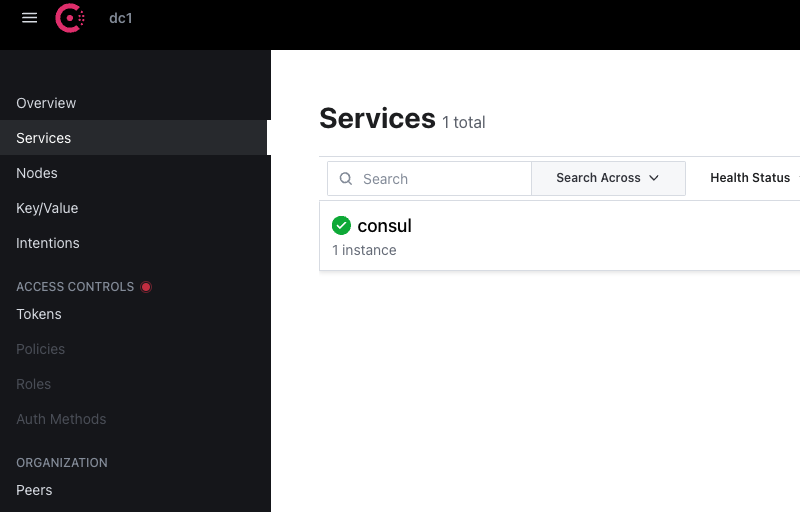 dc1
Overview
Services
Nodes
Key/Value
Intentions
ACCESS CONTROLS
Tokens
Policies
Roles
Auth Methods
ORGANIZATION
Peers
Services 1 total
Search
Search Across
Health Status
consul
1 instance